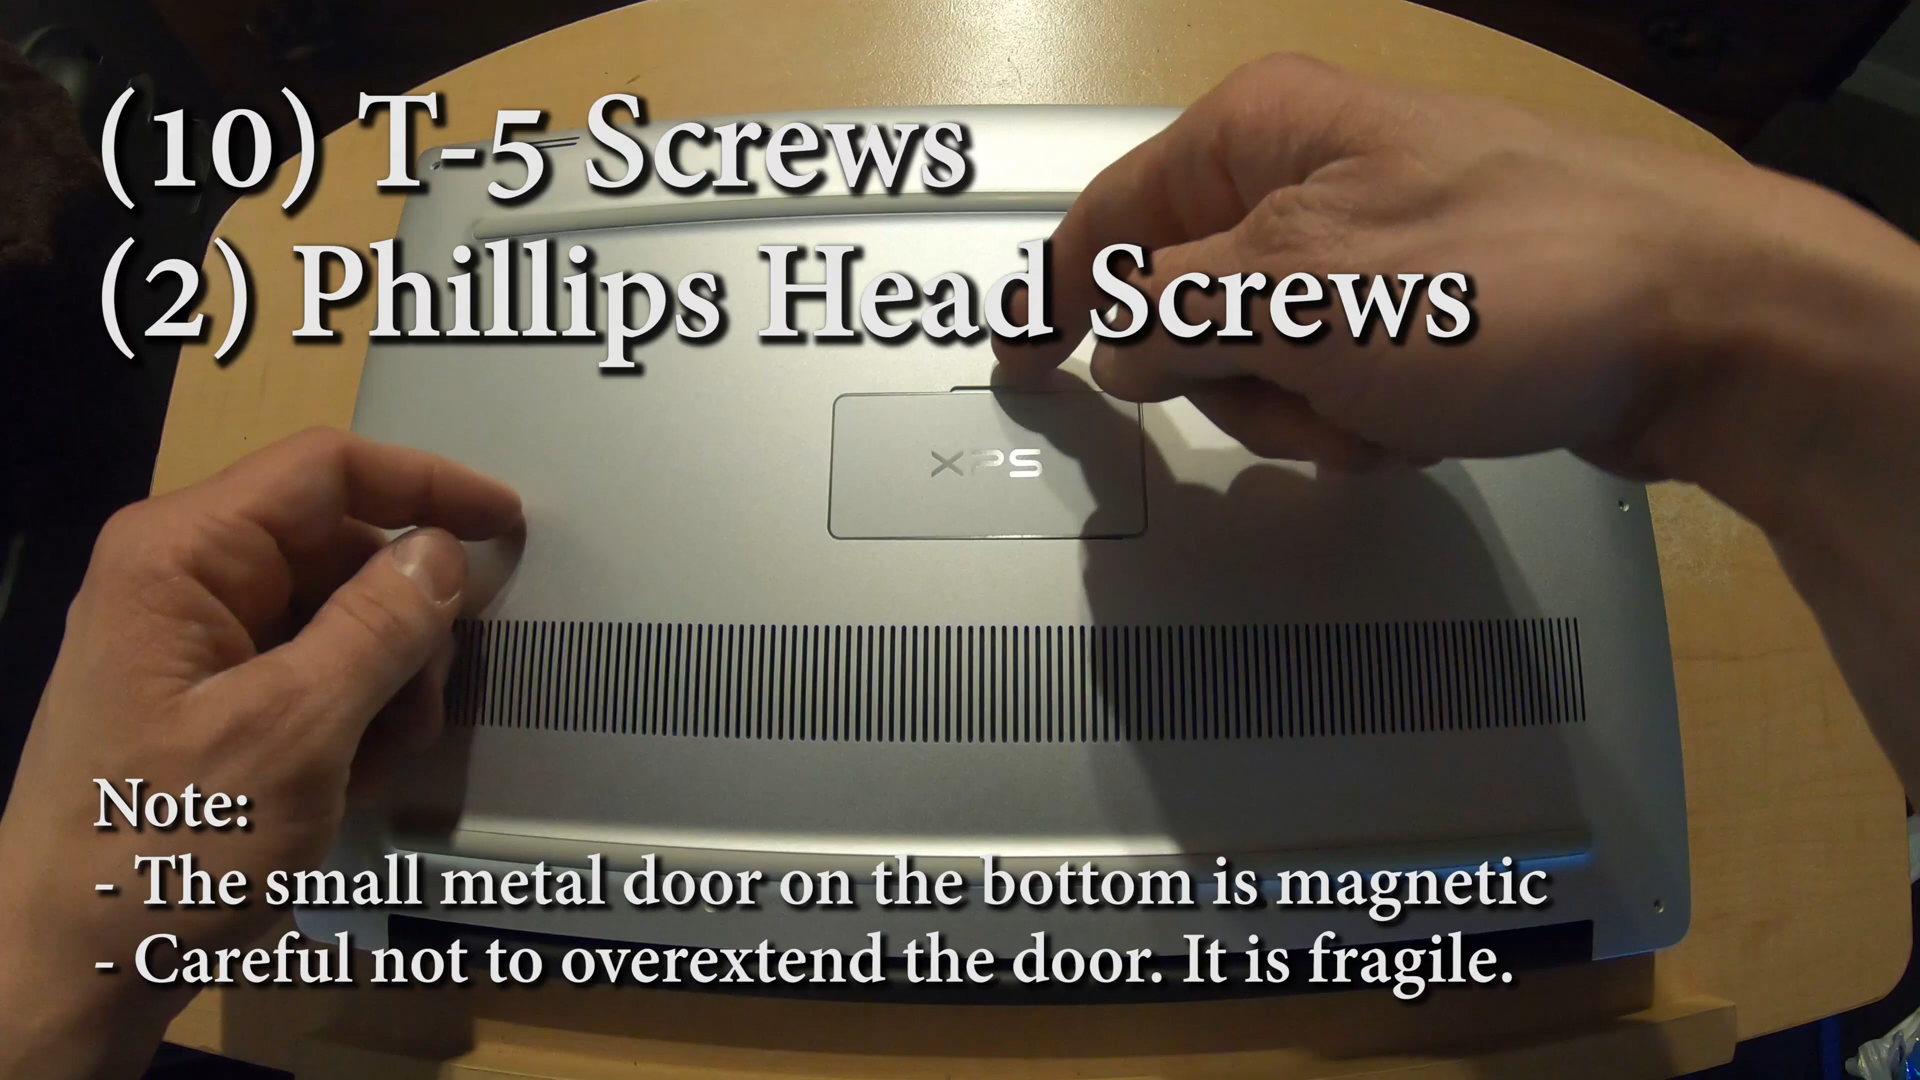 (10) T-5 Screws
(2) Phillips Head Screws
XPS
Note:
- The small metal door on the bottom is magnetic
- Careful not to overextend the door. It is fragile.